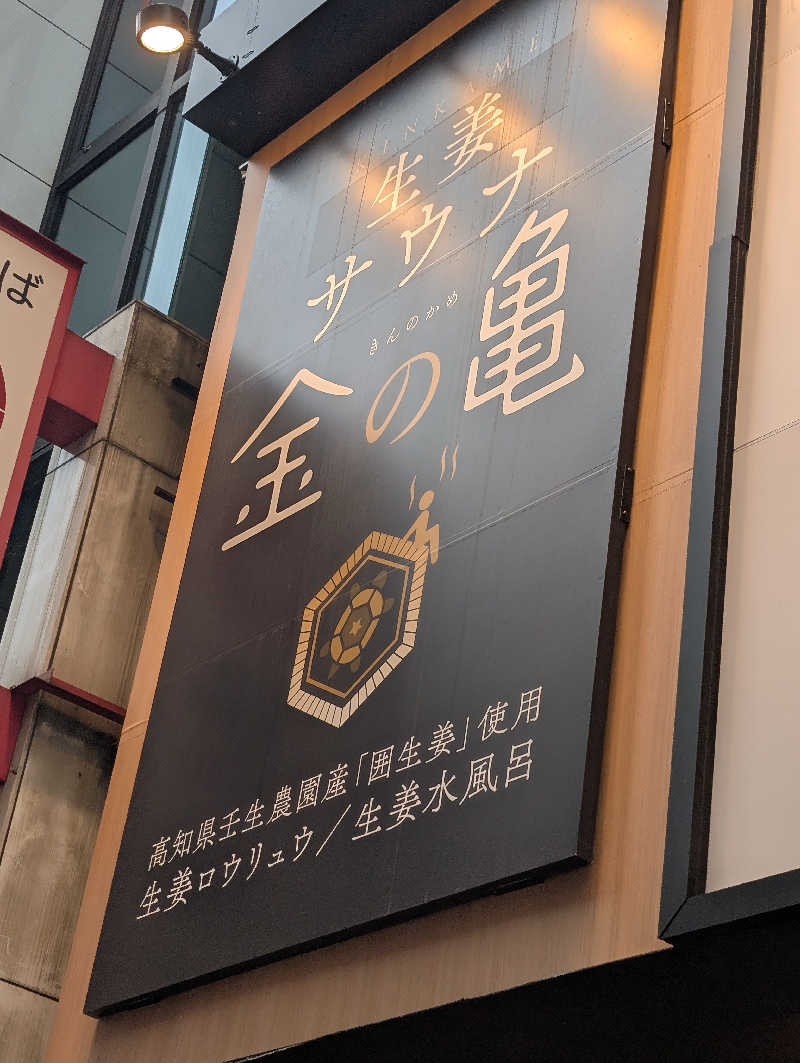 KINKAME
生姜
サウナ
きんのかめ
金の亀
高知県壬生農園産「囲生姜」使用
生姜ロウリュウ／生姜水風呂
ば